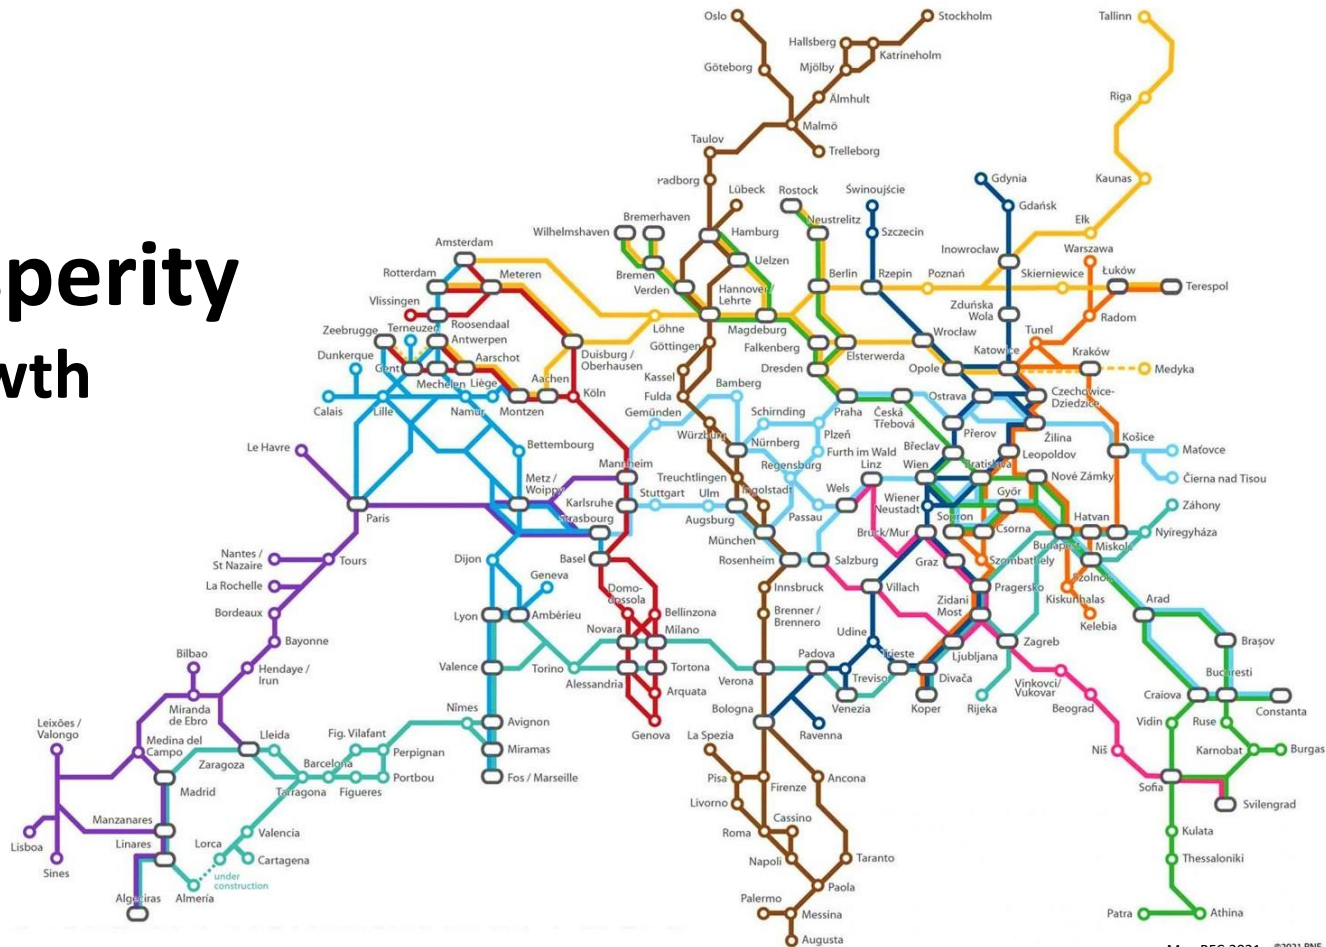 Oslo
Stockholm
Tallinn
Hallsberg
Katrineholm
Göteborg
Mjölby
Älmhult
Riga
Malmö
Taulov
Trelleborg
Kaunas
Lübeck
Rostock
Świnoujście
Gdynia
Gdańsk
Ełk
Bremerhaven
Wilhelmshaven
Hamburg
Neustrelitz
Szczecin
Inowrocław
Warszawa
Amsterdam
Bremen
Uelzen
sperity
Rotterdam
Meteren
Verden
Hannover/
Lehrte
Berlin
Rzepin
Poznań
Skierniewice
Łuków
Terespol
Vlissingen
Zduńska
Wola
Radom
Zeebrugge
Terneuzen
Roosendaal
Löhne
Magdeburg
Tunel
wth
Dunkerque
Gent
Antwerpen
Aarschot
Duisburg /
Oberhausen
Göttingen
Falkenberg
Elsterwerda
Wrocław
Katowice
Kraków
Mechelen
Liège
Aachen
Kassel
Dresden
Opole
Medyka
Calais
Lille
Namur
Montzen
Köln
Fulda
Bamberg
Praha
Česká
Třebová
Ostrava
Czechowice-
Dziedzice
Gemünden
Schirnding
Plzeň
Würzburg
Nürnberg
Furth im Wald
Přerov
Žilina
Košice
Maťovce
Le Havre
Bettembourg
Břeclav
Leopoldov
Mannheim
Treuchtlingen
Regensburg
Linz
Wien
Bratislava
Nové Zámky
Čierna nad Tisou
Metz /
Woippy
Karlsruhe
Stuttgart
Ulm
Ingolstadt
Wels
Wiener
Neustadt
Győr
Záhony
Paris
Strasbourg
Augsburg
Passau
Sopron
Csorna
Hatvan
Nyíregyháza
München
Bruck/Mur
Budapest
Miskolc
Nantes /
St Nazaire
Tours
Dijon
Basel
Rosenheim
Salzburg
Graz
Szombathely
Szolnok
La Rochelle
Geneva
Domo-
dossola
Innsbruck
Villach
Pragersko
Kiskunhalas
Bordeaux
Lyon
Ambérieu
Bellinzona
Brenner /
Brennero
Zidani
Most
Kelebia
Arad
Bayonne
Novara
Milano
Udine
Zagreb
Brașov
Bilbao
Hendaye /
Irun
Valence
Torino
Tortona
Verona
Padova
Trieste
Ljubljana
Alessandria
Treviso
Divača
Vinkovci/
Vukovar
București
Miranda
de Ebro
Arquata
Venezia
Koper
Rijeka
Beograd
Craiova
Constanta
Leixões /
Valongo
Nîmes
Avignon
Genova
Bologna
Ravenna
Vidin
Ruse
Medina del
Campo
Lleida
Fig. Vilafant
Perpignan
La Spezia
Niš
Karnobat
Burgas
Zaragoza
Barcelona
Miramas
Madrid
Tarragona
Figueres
Portbou
Fos / Marseille
Pisa
Firenze
Ancona
Sofia
Livorno
Svilengrad
Manzanares
Cassino
Lisboa
Linares
Lorca
Valencia
Roma
Kulata
Cartagena
Napoli
Taranto
Thessaloniki
Sines
under
construction
Algeciras
Almería
Paola
Palermo
Messina
Patra
Athina
Augusta